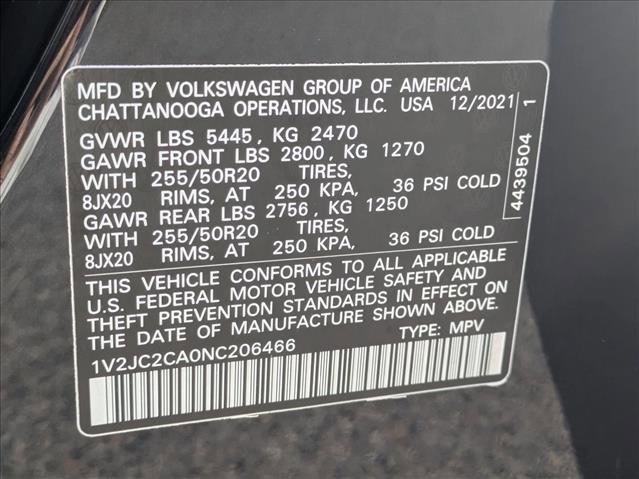 MFD BY VOLKSWAGEN GROUP OF AMERICA
CHATTANOOGA OPERATIONS, LLC. USA 12/2021
GVWR LBS 5445, KG 2470
GAWR FRONT LBS 2800, KG 1270
WITH 255/50R20 TIRES,
8JX20 RIMS, AT 250 KPA, 36 PSI COLD
GAWR REAR LBS 2756, KG 1250
WITH 255/50R20 TIRES,
8JX20 RIMS, AT 250 KPA, 36 PSI COLD
THIS VEHICLE CONFORMS TO ALL APPLICABLE
U.S. FEDERAL MOTOR VEHICLE SAFETY AND
THEFT PREVENTION STANDARDS IN EFFECT ON
THE DATE OF MANUFACTURE SHOWN ABOVE.
1V2JC2CA0NC206466 TYPE: MPV
4439504 1